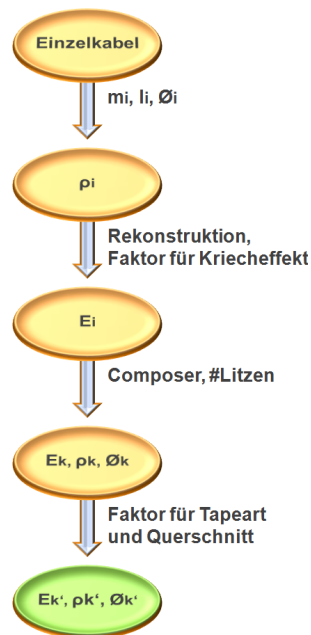 Einzelkabel
mi, li, Øi
ρi
Rekonstruktion,
Faktor für Kriecheffekt
Ei
Composer, #Litzen
Ek, ρk, Øk
Faktor für Tapeart
und Querschnitt
Ek‘, ρk‘, Øk‘